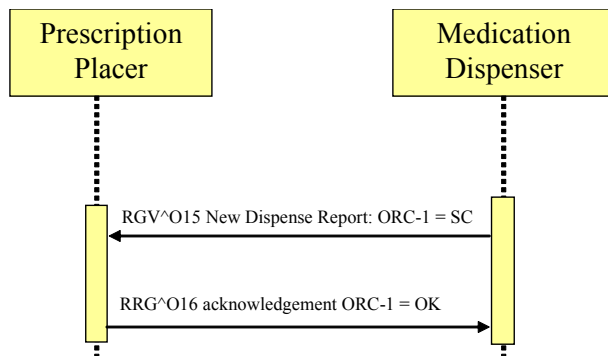 Prescription
Placer
Medication
Dispenser
RGV^O15 New Dispense Report: ORC-1 = SC
RRG^O16 acknowledgement ORC-1 = OK